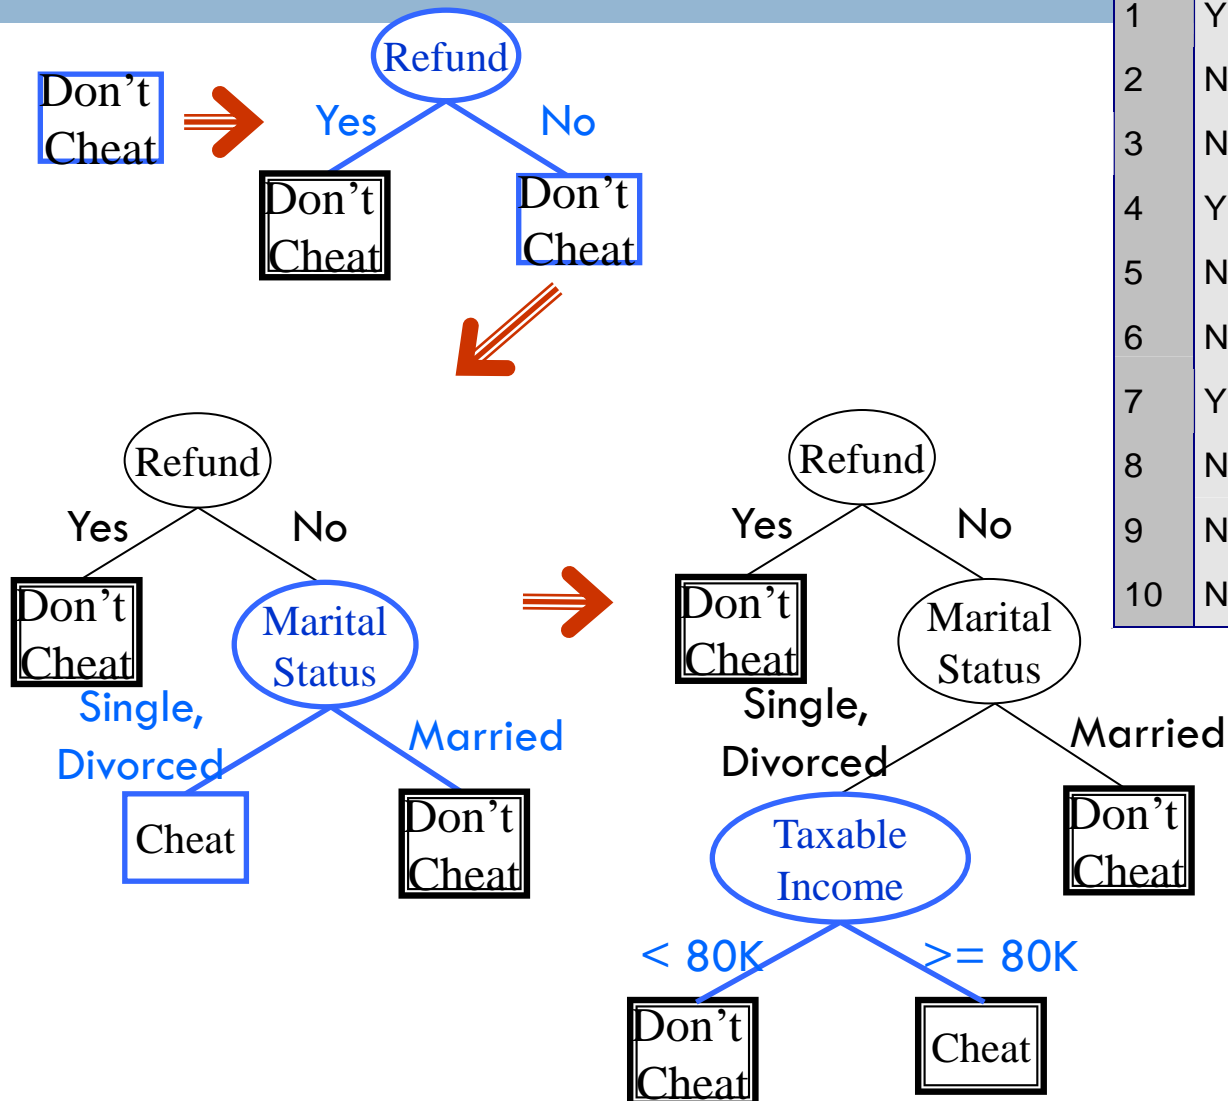 Refund
Don't
Cheat
Yes
No
Don't
Cheat
Don't
Cheat
Refund
Yes
No
Don't
Cheat
Marital
Status
Single,
Divorced
Married
Cheat
Don't
Cheat
Refund
Yes
No
Don't
Cheat
Marital
Status
Single,
Divorced
Married
Taxable
Income
Don't
Cheat
< 80K
>= 80K
Don't
Cheat
Cheat
1 Y
2 N
3 N
4 Y
5 N
6 N
7 Y
8 N
9 N
10 N